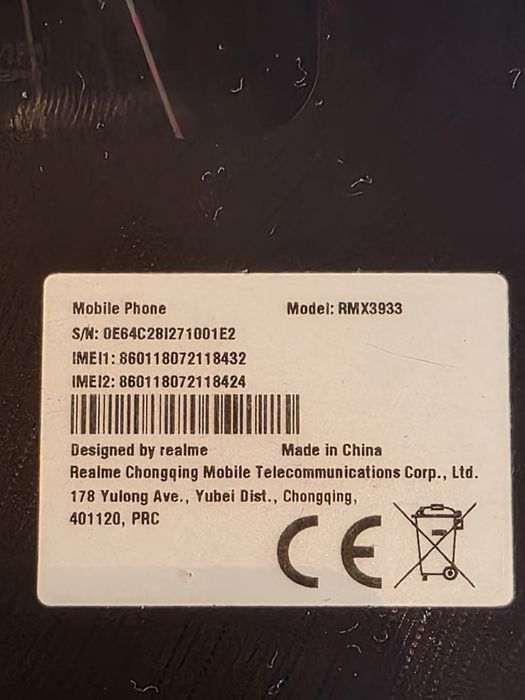 Mobile Phone Model: RMX3933
S/N: 0E64C28I271001E2
IMEI1: 860118072118432
IMEI2: 860118072118424
Designed by realme Made in China
Realme Chongqing Mobile Telecommunications Corp., Ltd.
178 Yulong Ave., Yubei Dist., Chongqing,
401120, PRC
CE